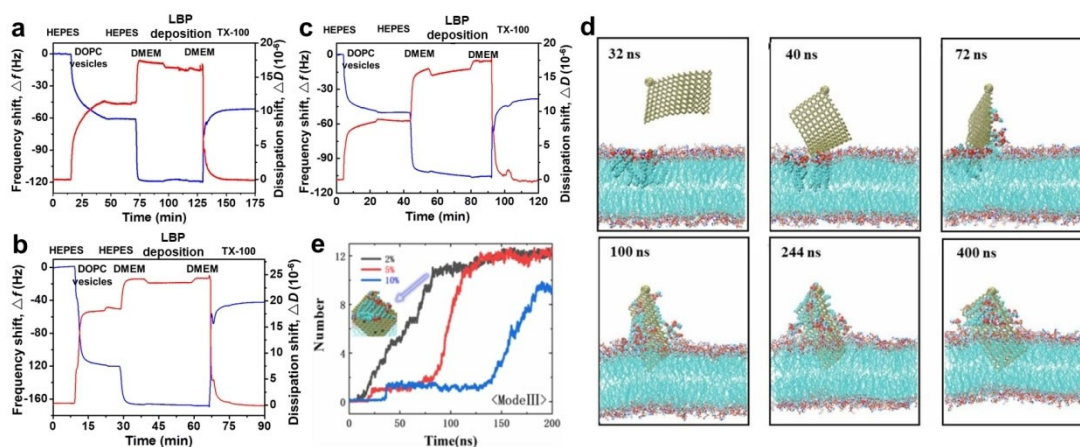 a
HEPES
HEPES
LBP
deposition
TX-100
DOPC
vesicles
DMEM
DMEM
Frequency shift, △f (Hz)
0
-30
-60
-90
-120
Dissipation shift, △D (10⁻⁶)
20
15
10
5
0
0 25 50 75 100 125 150 175
Time (min)
b
HEPES
HEPES
LBP
deposition
DOPC
vesicles
DMEM
DMEM
TX-100
Frequency shift, △f (Hz)
0
-40
-80
-120
-160
Dissipation shift, △D (10⁻⁶)
25
20
15
10
5
0
0 15 30 45 60 75 90
Time (min)
c
HEPES
HEPES
LBP
deposition
TX-100
DOPC
vesicles
DMEM
DMEM
Frequency shift, △f (Hz)
0
-30
-60
-90
-120
Dissipation shift, △D (10⁻⁶)
20
15
10
5
0
0 20 40 60 80 100 120
Time (min)
e
2%
5%
10%
Number
12
8
4
0
<ModeIII>
0 50 100 150 200
Time(ns)
d
32 ns
40 ns
72 ns
100 ns
244 ns
400 ns